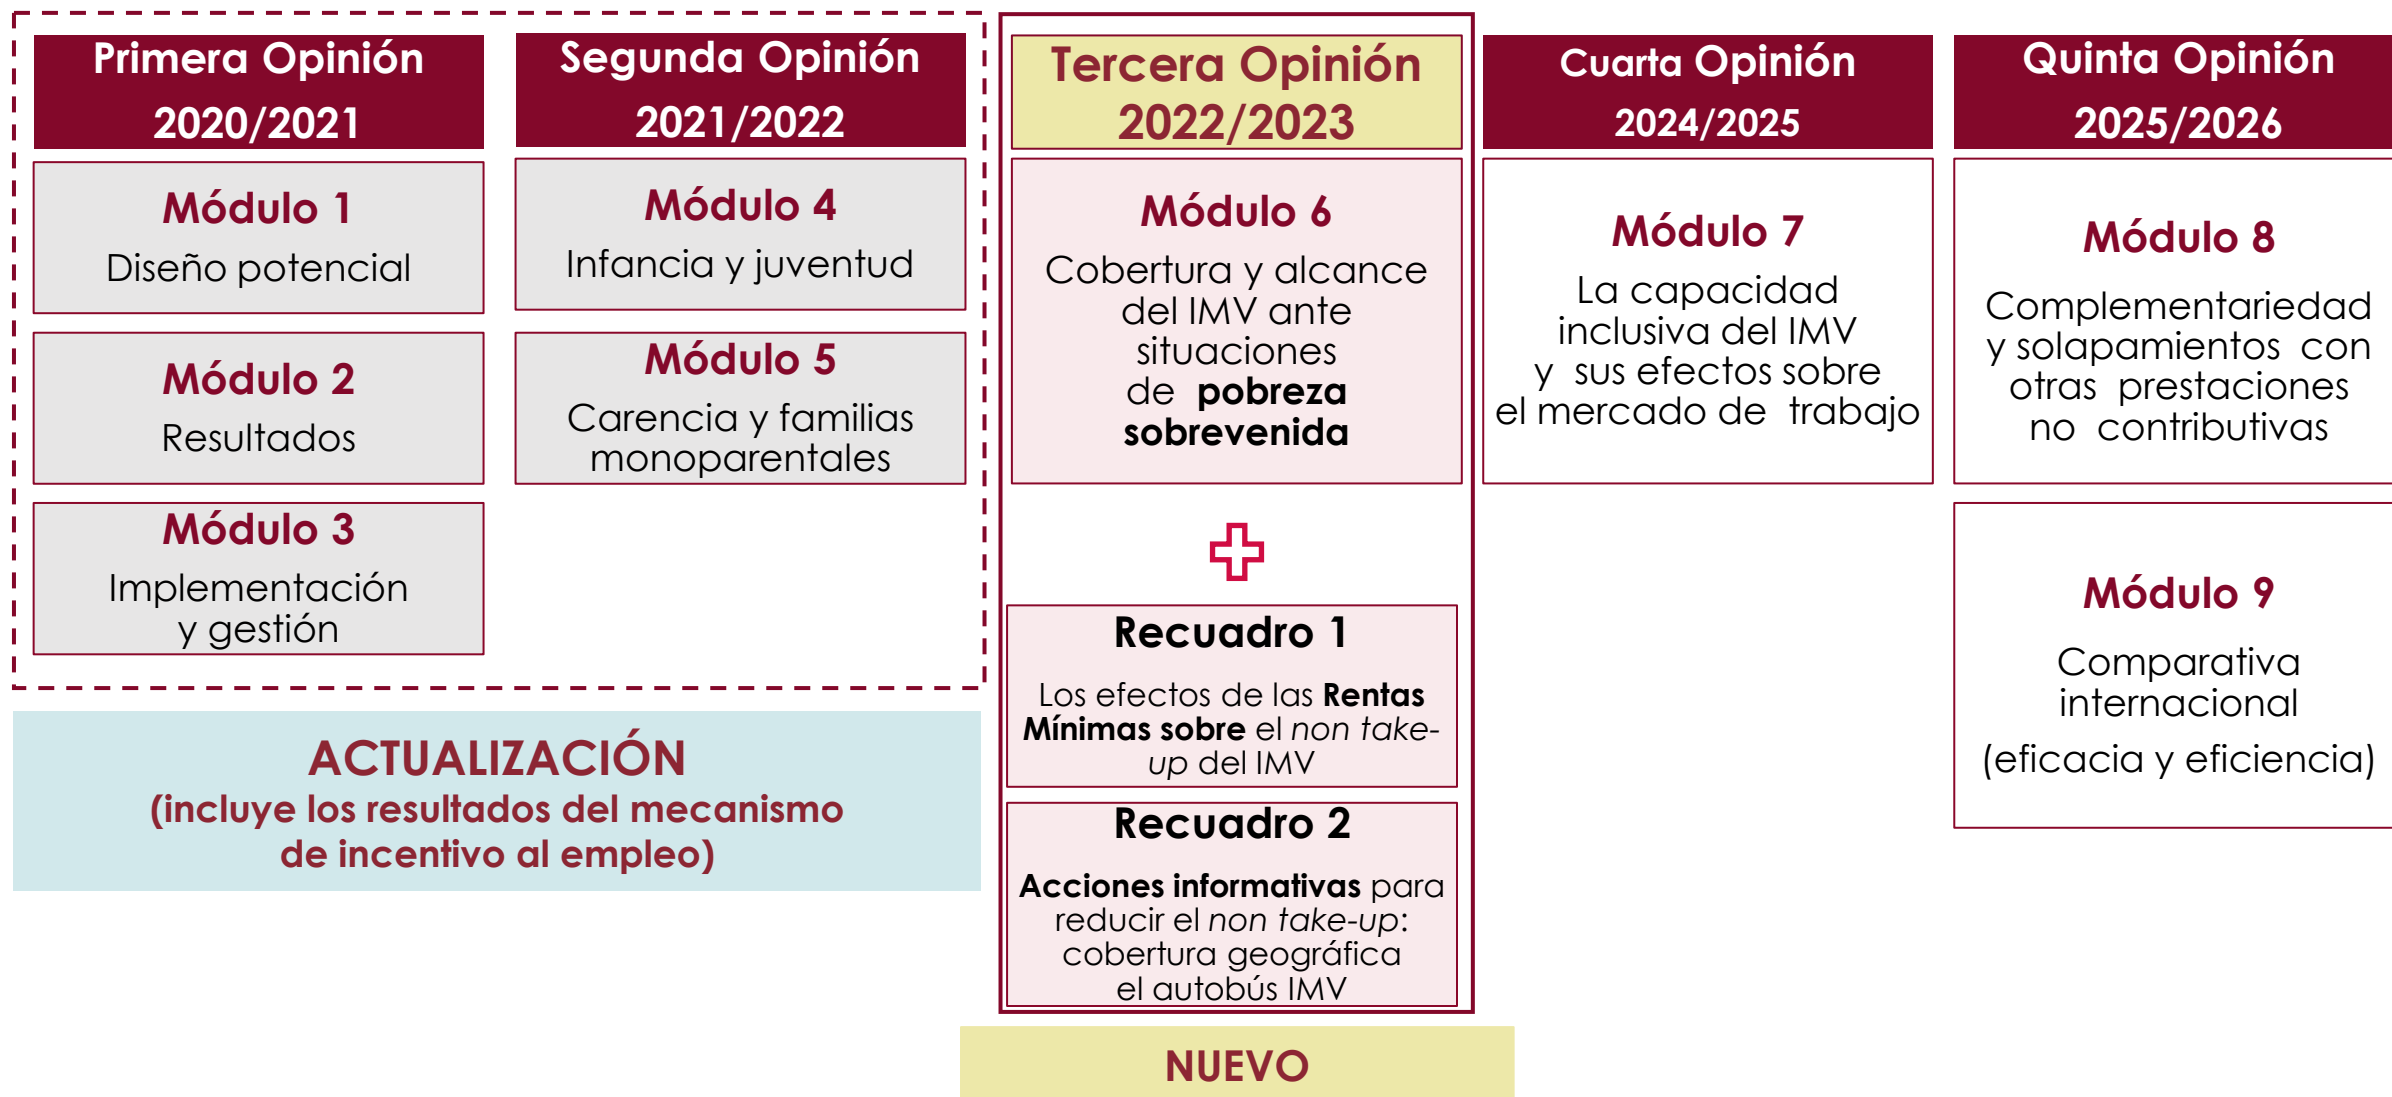 Primera Opinión
2020/2021
Módulo 1
Diseño potencial
Módulo 2
Resultados
Módulo 3
Implementación
y gestión
Segunda Opinión
2021/2022
Módulo 4
Infancia y juventud
Módulo 5
Carencia y familias
monoparentales
ACTUALIZACIÓN
(incluye los resultados del mecanismo
de incentivo al empleo)
Tercera Opinión
2022/2023
Módulo 6
Cobertura y alcance
del IMV ante
situaciones
de pobreza
sobrevenida
Recuadro 1
Los efectos de las Rentas
Mínimas sobre el non take-
up del IMV
Recuadro 2
Acciones informativas para
reducir el non take-up:
cobertura geográfica
el autobús IMV
NUEVO
Cuarta Opinión
2024/2025
Módulo 7
La capacidad
inclusiva del IMV
y sus efectos sobre
el mercado de trabajo
Quinta Opinión
2025/2026
Módulo 8
Complementariedad
y solapamientos con
otras prestaciones
no contributivas
Módulo 9
Comparativa
internacional
(eficacia y eficiencia)